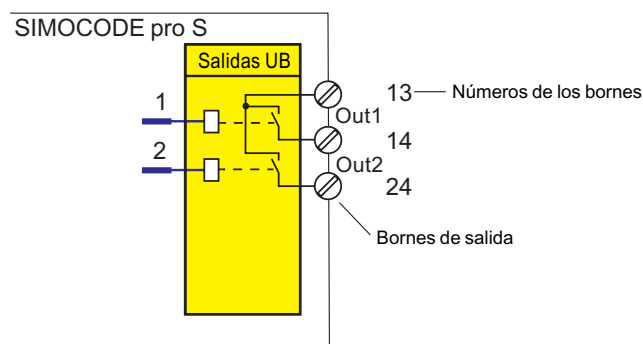 SIMOCODE pro S
Salidas UB
1
13
Números de los bornes
Out1
14
2
Out2
24
Bornes de salida